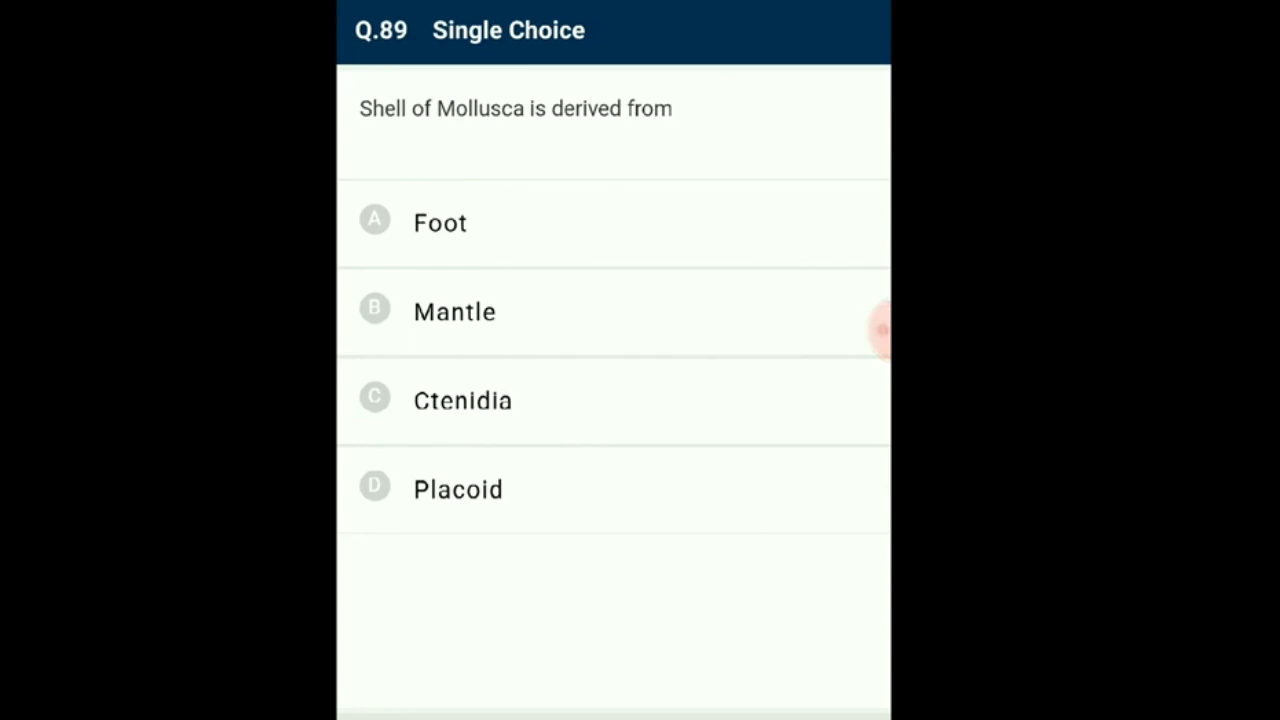 Q.89 Single Choice
Shell of Mollusca is derived from
A Foot
B Mantle
C Ctenidia
D Placoid